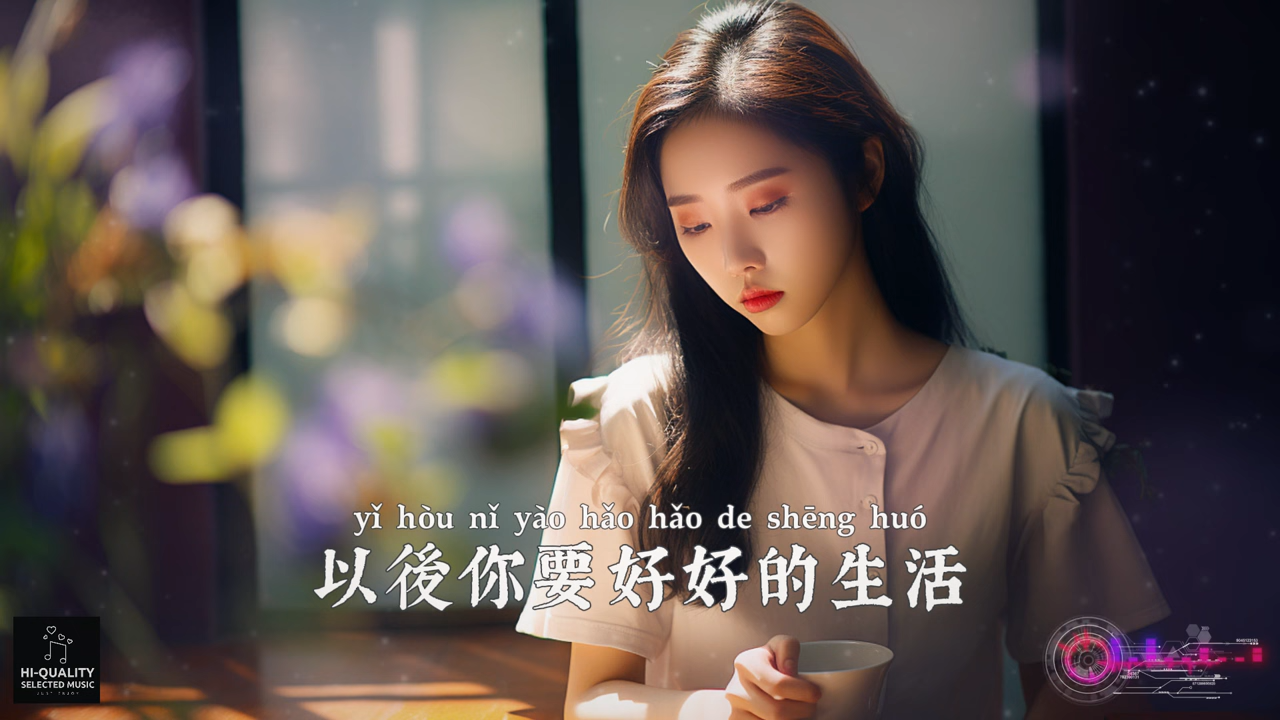 yǐ hòu nǐ yào hǎo hǎo de shēng huó
以後你要好好的生活
HI-QUALITY
SELECTED MUSIC